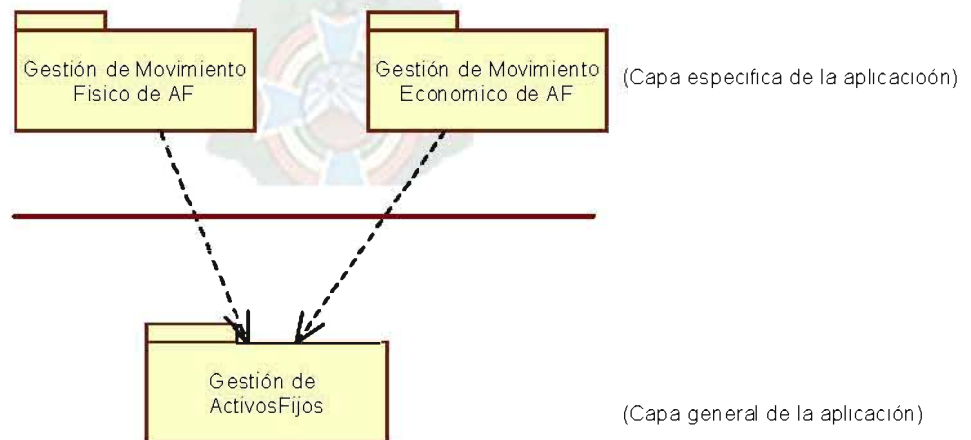 Gestión de Movimiento
Fisico de AF
Gestión de Movimiento
Economico de AF
(Capa especifica de la aplicacioón)
Gestión de
ActivosFijos
(Capa general de la aplicación)